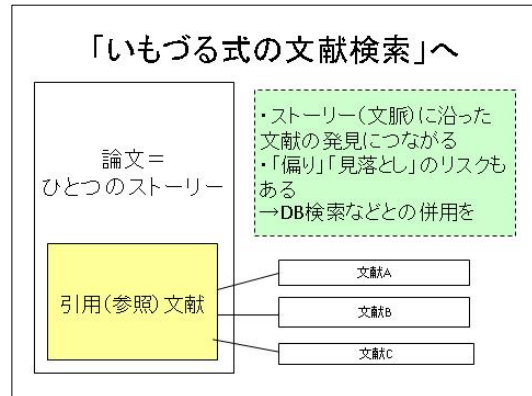 「いもづる式の文献検索」へ
論文＝
ひとつのストーリー
・ストーリー(文脈)に沿った
文献の発見につながる
・「偏り」「見落とし」のリスクも
ある
→DB検索などとの併用を
引用(参照)文献
文献A
文献B
文献C